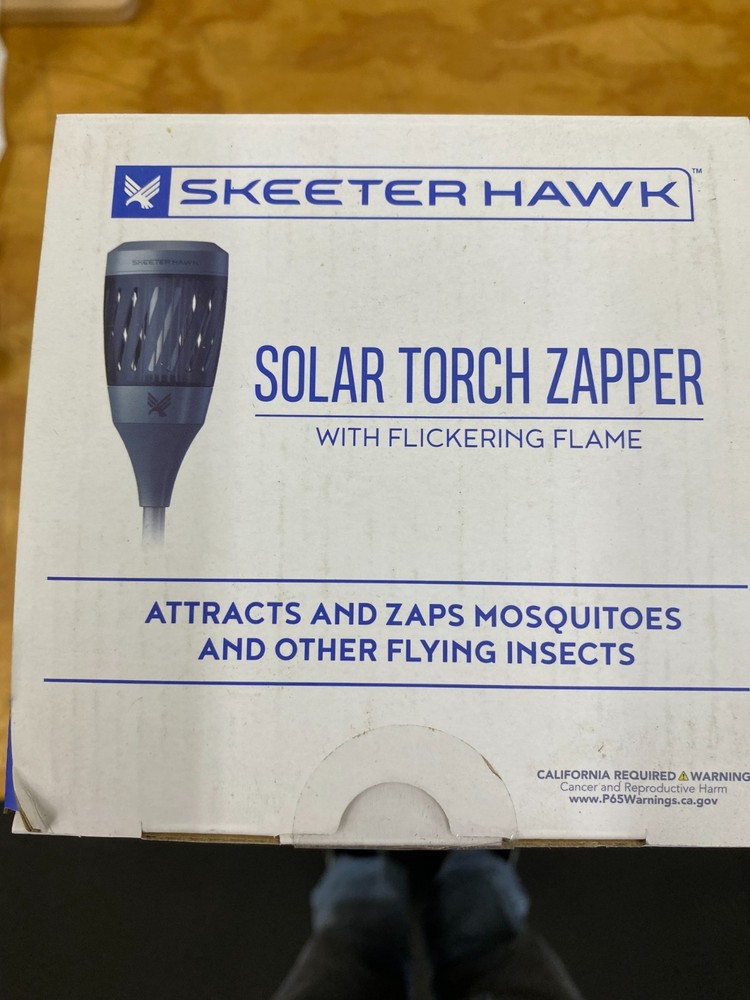 SKEETER HAWK™
SKEETER HAWK
SOLAR TORCH ZAPPER
WITH FLICKERING FLAME
ATTRACTS AND ZAPS MOSQUITOES
AND OTHER FLYING INSECTS
CALIFORNIA REQUIRED ⚠ WARNING
Cancer and Reproductive Harm
www.P65Warnings.ca.gov